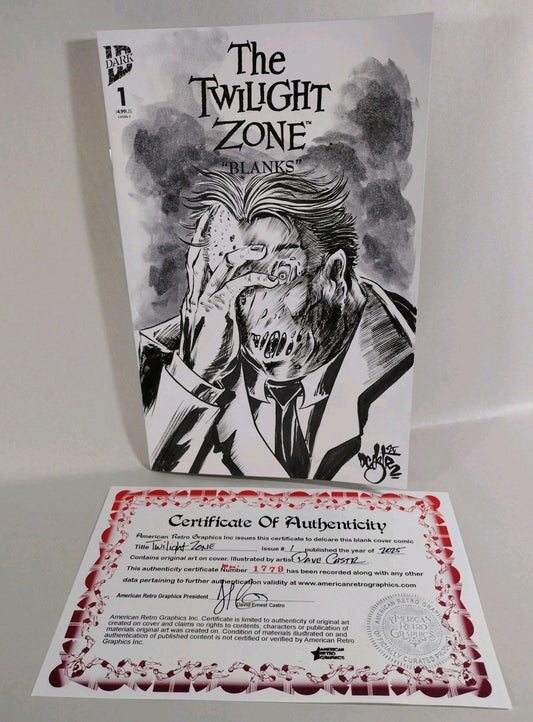 DARK
1
$4.99 US
The
TWILIGHT
ZONE™
"BLANKS"
25
Certificate Of Authenticity
American Retro Graphics Inc issues this certificate to delcare this blank cover comic
Title Twilight ZONE Issue # 1 published the year of 2025
Contains original art on cover. illustrated by artist DAVE CASTR
This authenticity certificate Number 1779 has been recorded along with any other
data pertaining to further authentication validity at www.americanretrographics.com
American Retro Graphics President
David Ernest Castro
American Retro Graphics Inc. Certificate is limited to authenticity of original art
created on cover and claims no rights to contents, characters or publication of
materials original art was created on. Condition of materials illustrated on and
authentication of published content is not certified or verified by American Retro
Graphics Inc.
AMERICAN
RETRO
GRAPHICS
AMERICAN
RETRO
GRAPHICS